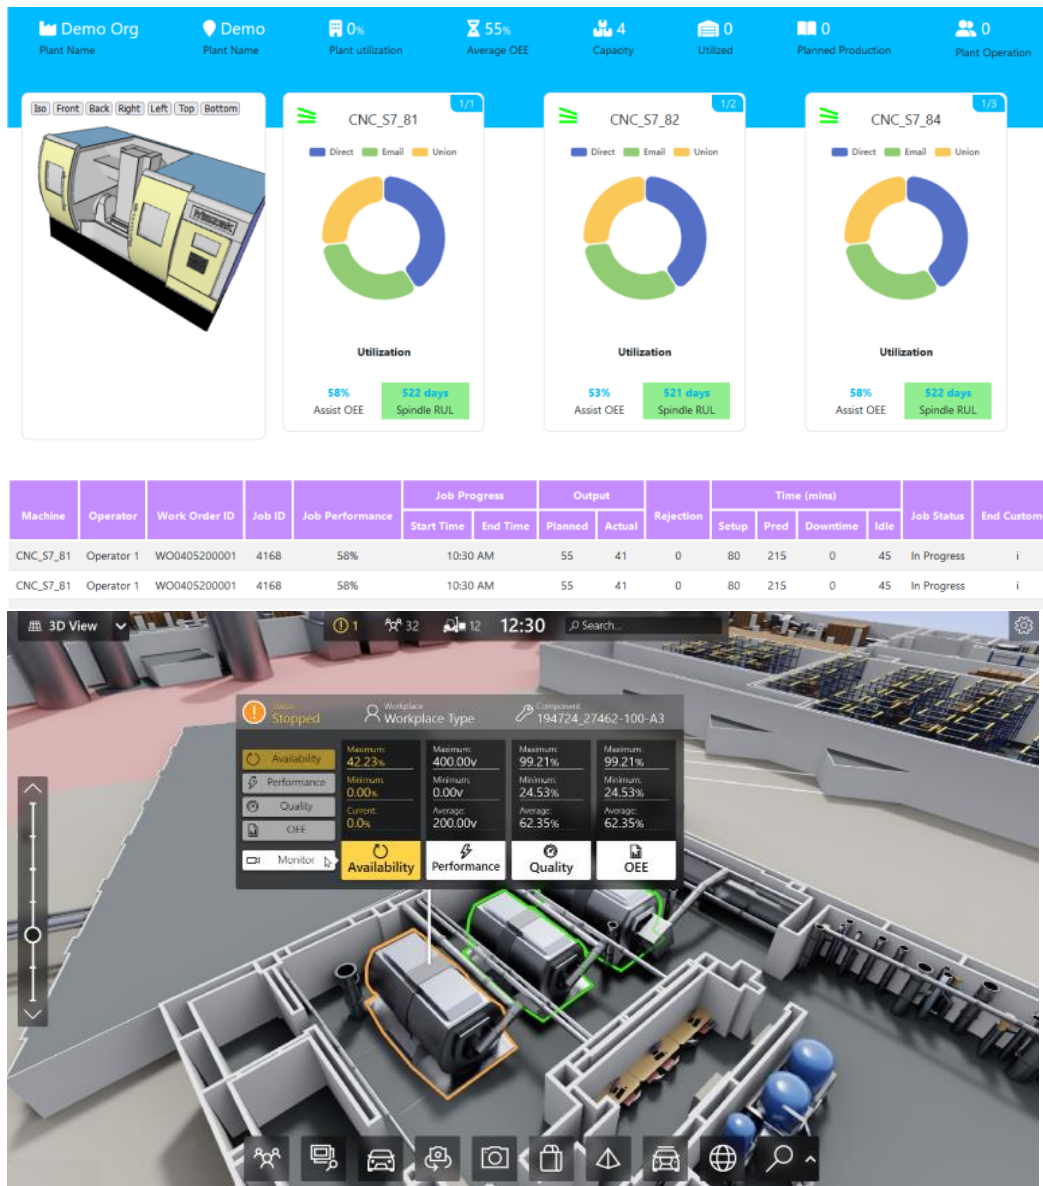 Demo Org Demo 0% 55% 4 0 0 0
Plant Name Plant Name Plant utilization Average OEE Capacity Utilized Planned Production Plant Operation
Iso Front Back Right Left Top Bottom
Mazak
1/1
CNC_S7_81
Direct Email Union
Utilization
58% 522 days
Assist OEE Spindle RUL
1/2
CNC_S7_82
Direct Email Union
Utilization
53% 521 days
Assist OEE Spindle RUL
1/3
CNC_S7_84
Direct Email Union
Utilization
58% 522 days
Assist OEE Spindle RUL
Machine Operator Work Order ID Job ID Job Performance Job Progress Output Rejection Time (mins) Job Status End Custom
Start Time End Time Planned Actual Setup Pred Downtime Idle
CNC_S7_81 Operator 1 WO0405200001 4168 58% 10:30 AM 55 41 0 80 215 0 45 In Progress i
CNC_S7_81 Operator 1 WO0405200001 4168 58% 10:30 AM 55 41 0 80 215 0 45 In Progress i
3D View 1 32 12 12:30 Search...
Status Workplace Component
Stopped Workplace Type 194724_27462-100-A3
Availability
Performance
Quality
OEE
Monitor
Maximum: Maximum: Maximum: Maximum:
42.23% 400.00v 99.21% 99.21%
Minimum: Minimum: Minimum: Minimum:
0.00% 0.00v 24.53% 24.53%
Current: Average: Average: Average:
0.0% 200.00v 62.35% 62.35%
Availability Performance Quality OEE